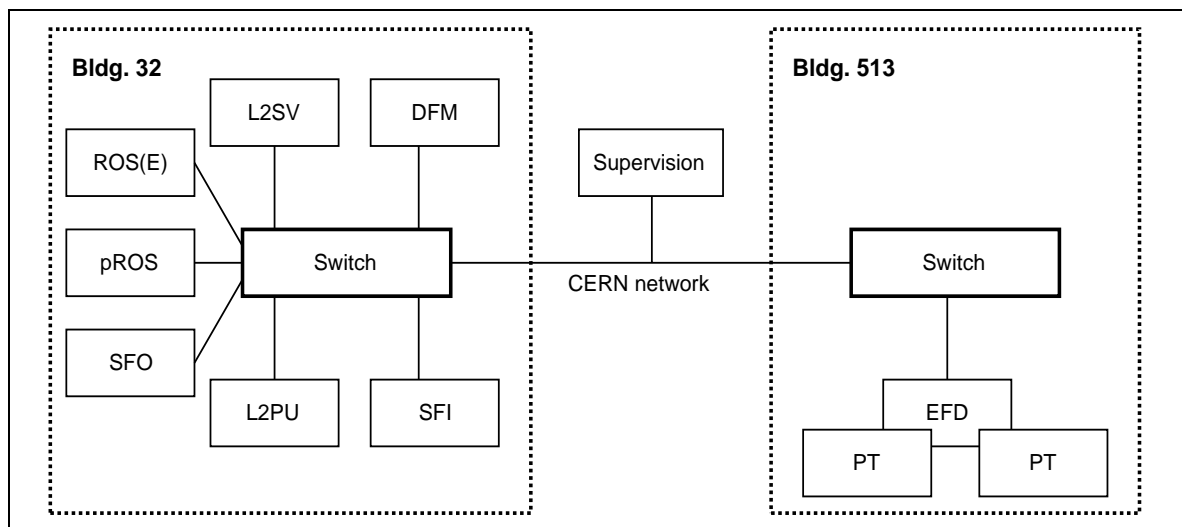 Bldg. 32
L2SV
DFM
ROS(E)
pROS
Switch
SFO
L2PU
SFI
Supervision
CERN network
Bldg. 513
Switch
EFD
PT
PT